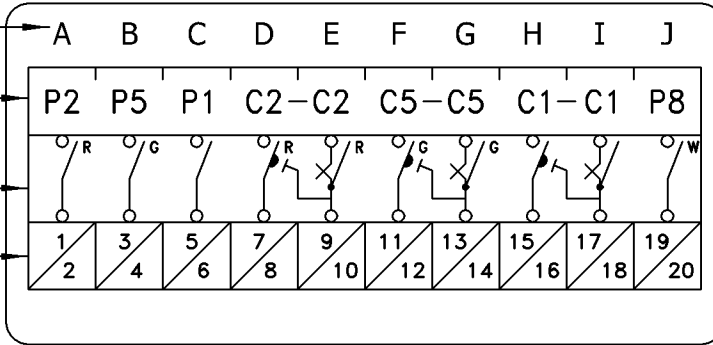 A B C D E F G H I J
P2 P5 P1 C2-C2 C5-C5 C1-C1 P8
R G R R G G W
1 3 5 7 9 11 13 15 17 19
2 4 6 8 10 12 14 16 18 20